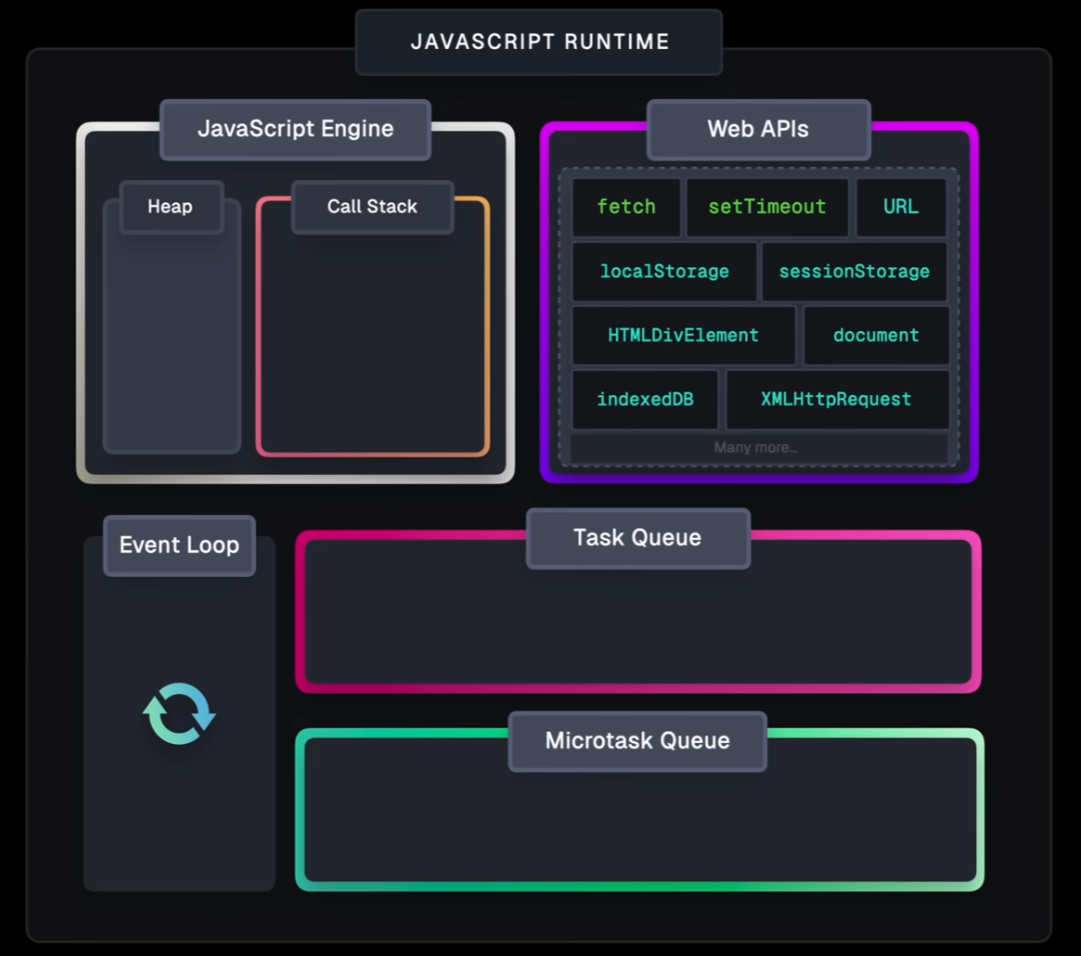 JAVASCRIPT RUNTIME
JavaScript Engine
Heap
Call Stack
Web APIs
fetch
setTimeout
URL
localStorage
sessionStorage
HTMLDivElement
document
indexedDB
XMLHttpRequest
Many more...
Event Loop
Task Queue
Microtask Queue